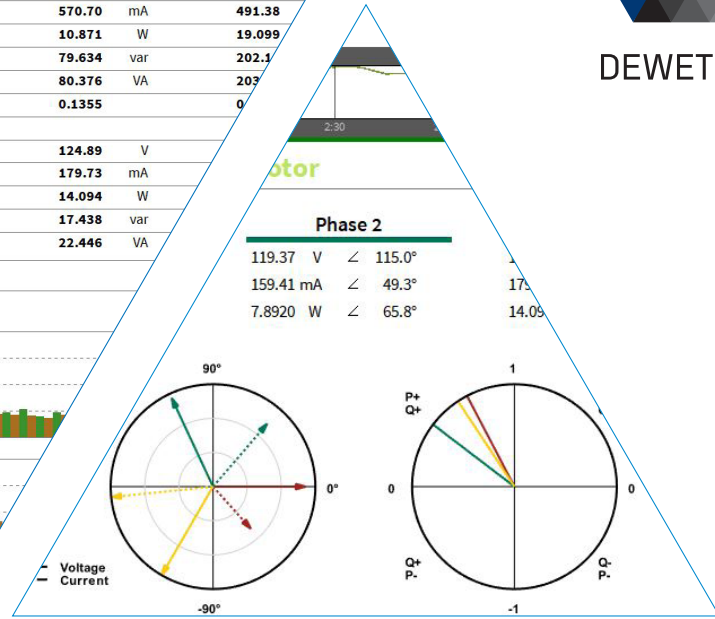 570.70 mA 491.38
10.871 W 19.099
79.634 var
80.376 VA
0.1355
124.89 V
179.73 mA
14.094 W
17.438 var
22.446 VA
DEWET
2:30
Phase 2
119.37 V ∠ 115.0°
159.41 mA ∠ 49.3°
7.8920 W ∠ 65.8°
14.09
90°
0°
-90°
Voltage
Current
1
P+
Q+
0
0
Q+
P-
Q-
P-
-1